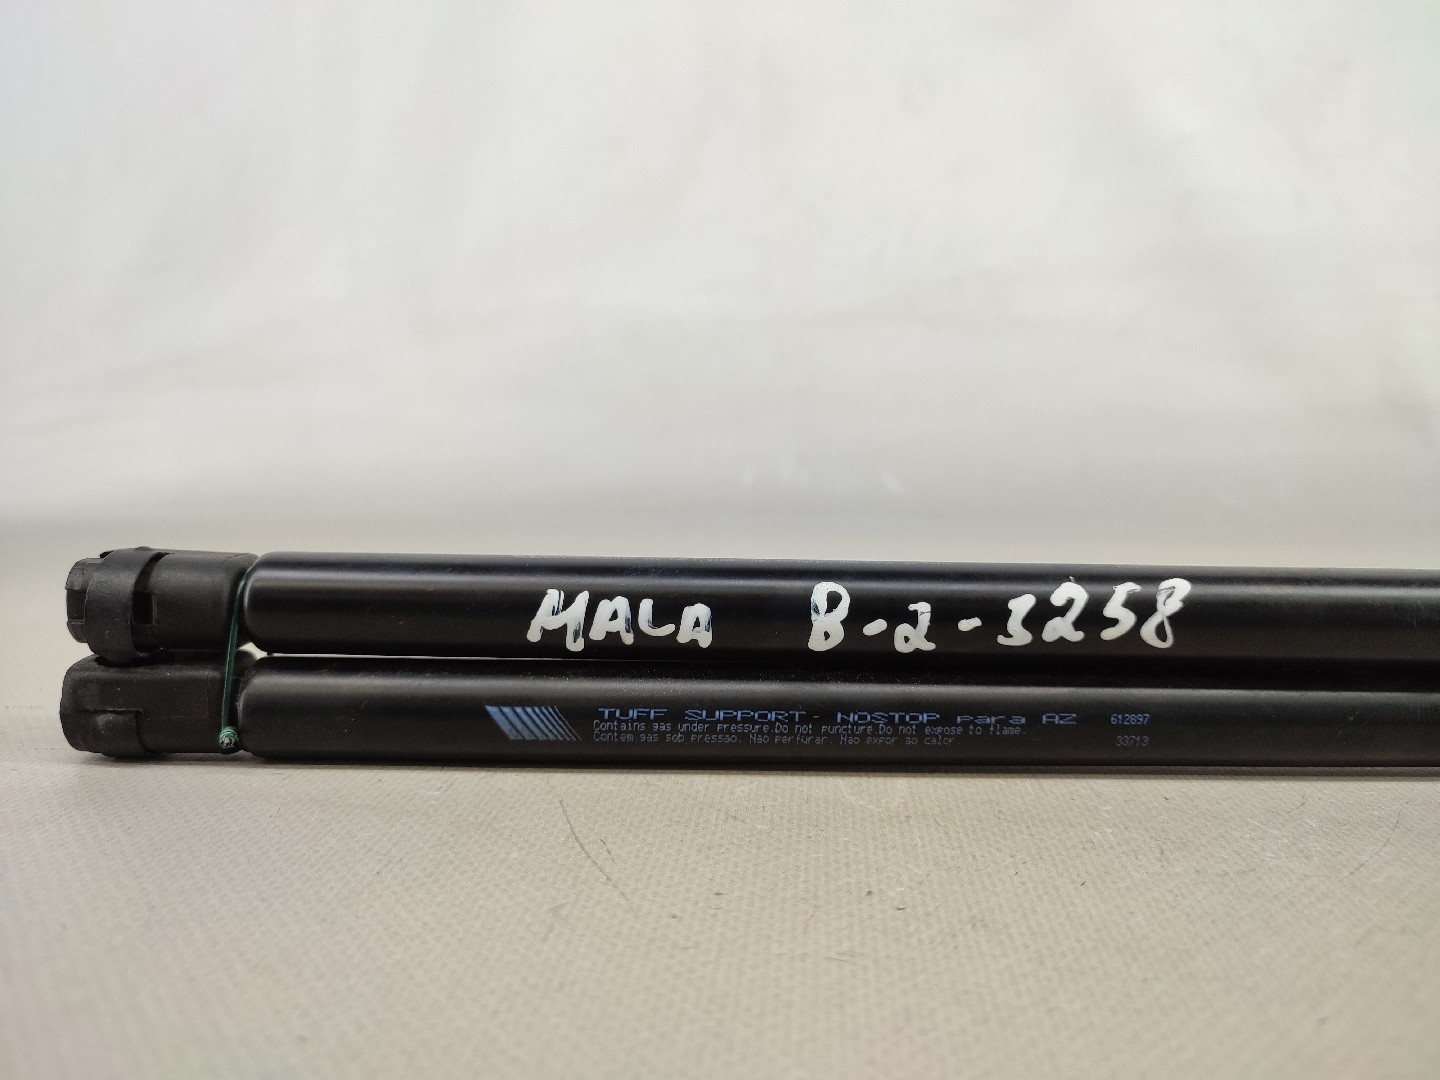 MALA 8-2-3258
TUFF SUPPORT - NOSTOP para AZ 612897
Contains gas under pressure.Do not puncture.Do not expose to flame.
Contem gas sob pressao. Nao perfurar. Nao expor ao calor 33713